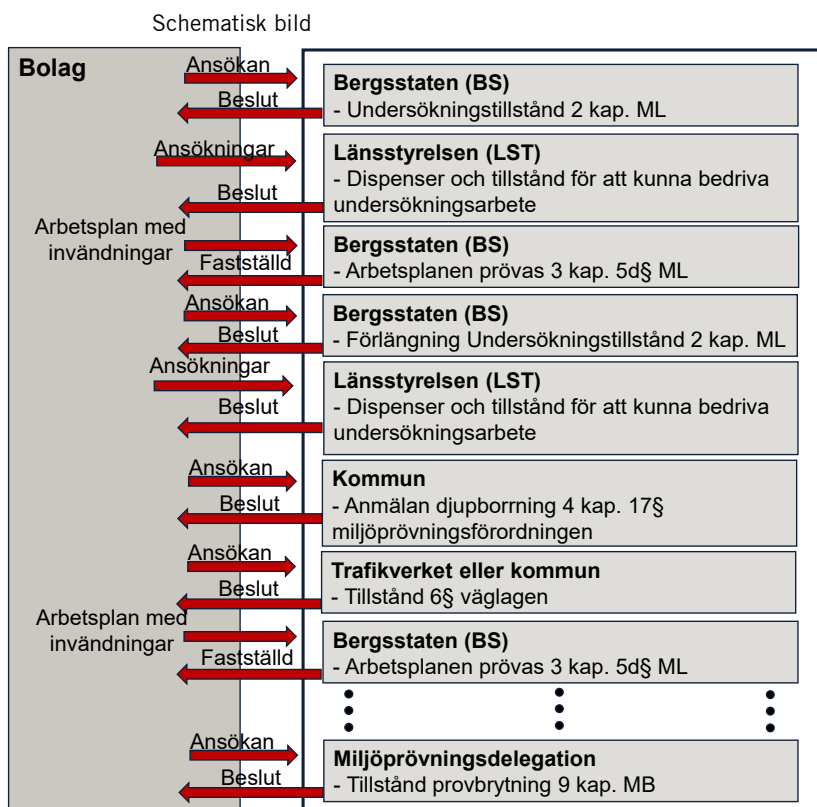 Schematisk bild
Bolag
Ansökan
Beslut
Bergsstaten (BS)
- Undersökningstillstånd 2 kap. ML
Ansökningar
Beslut
Länsstyrelsen (LST)
- Dispenser och tillstånd för att kunna bedriva
undersökningsarbete
Arbetsplan med
invändningar
Fastställd
Bergsstaten (BS)
- Arbetsplanen prövas 3 kap. 5d§ ML
Ansökan
Beslut
Bergsstaten (BS)
- Förlängning Undersökningstillstånd 2 kap. ML
Ansökningar
Beslut
Länsstyrelsen (LST)
- Dispenser och tillstånd för att kunna bedriva
undersökningsarbete
Ansökan
Beslut
Kommun
- Anmälan djupborrning 4 kap. 17§
miljöprövningsförordningen
Ansökan
Beslut
Trafikverket eller kommun
- Tillstånd 6§ väglagen
Arbetsplan med
invändningar
Fastställd
Bergsstaten (BS)
- Arbetsplanen prövas 3 kap. 5d§ ML
Ansökan
Beslut
Miljöprövningsdelegation
- Tillstånd provbrytning 9 kap. MB